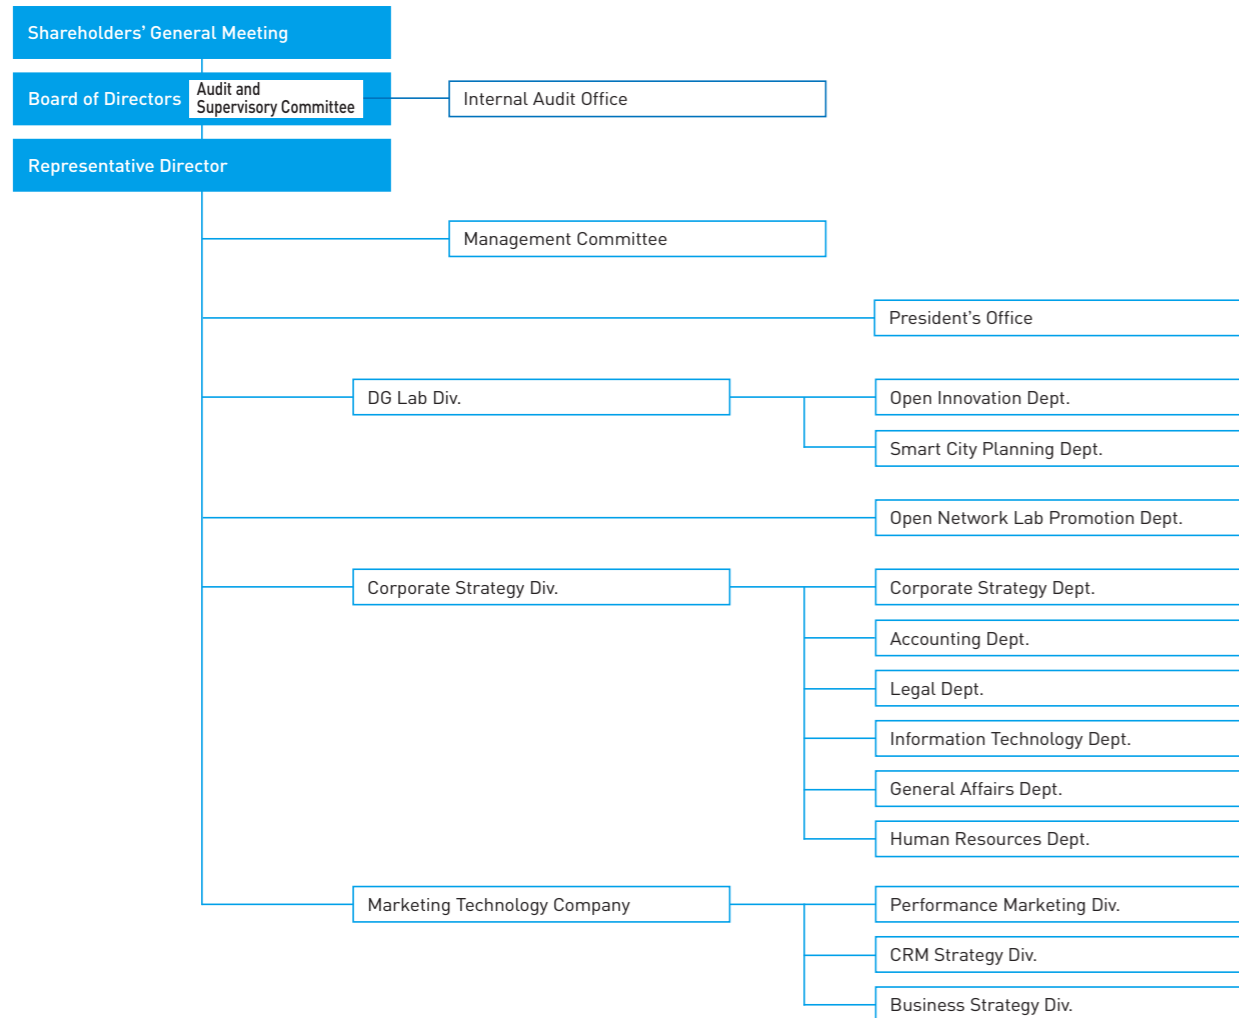 Shareholders’ General Meeting
Board of Directors
Audit and
Supervisory Committee
Internal Audit Office
Representative Director
Management Committee
President’s Office
DG Lab Div.
Open Innovation Dept.
Smart City Planning Dept.
Open Network Lab Promotion Dept.
Corporate Strategy Div.
Corporate Strategy Dept.
Accounting Dept.
Legal Dept.
Information Technology Dept.
General Affairs Dept.
Human Resources Dept.
Marketing Technology Company
Performance Marketing Div.
CRM Strategy Div.
Business Strategy Div.